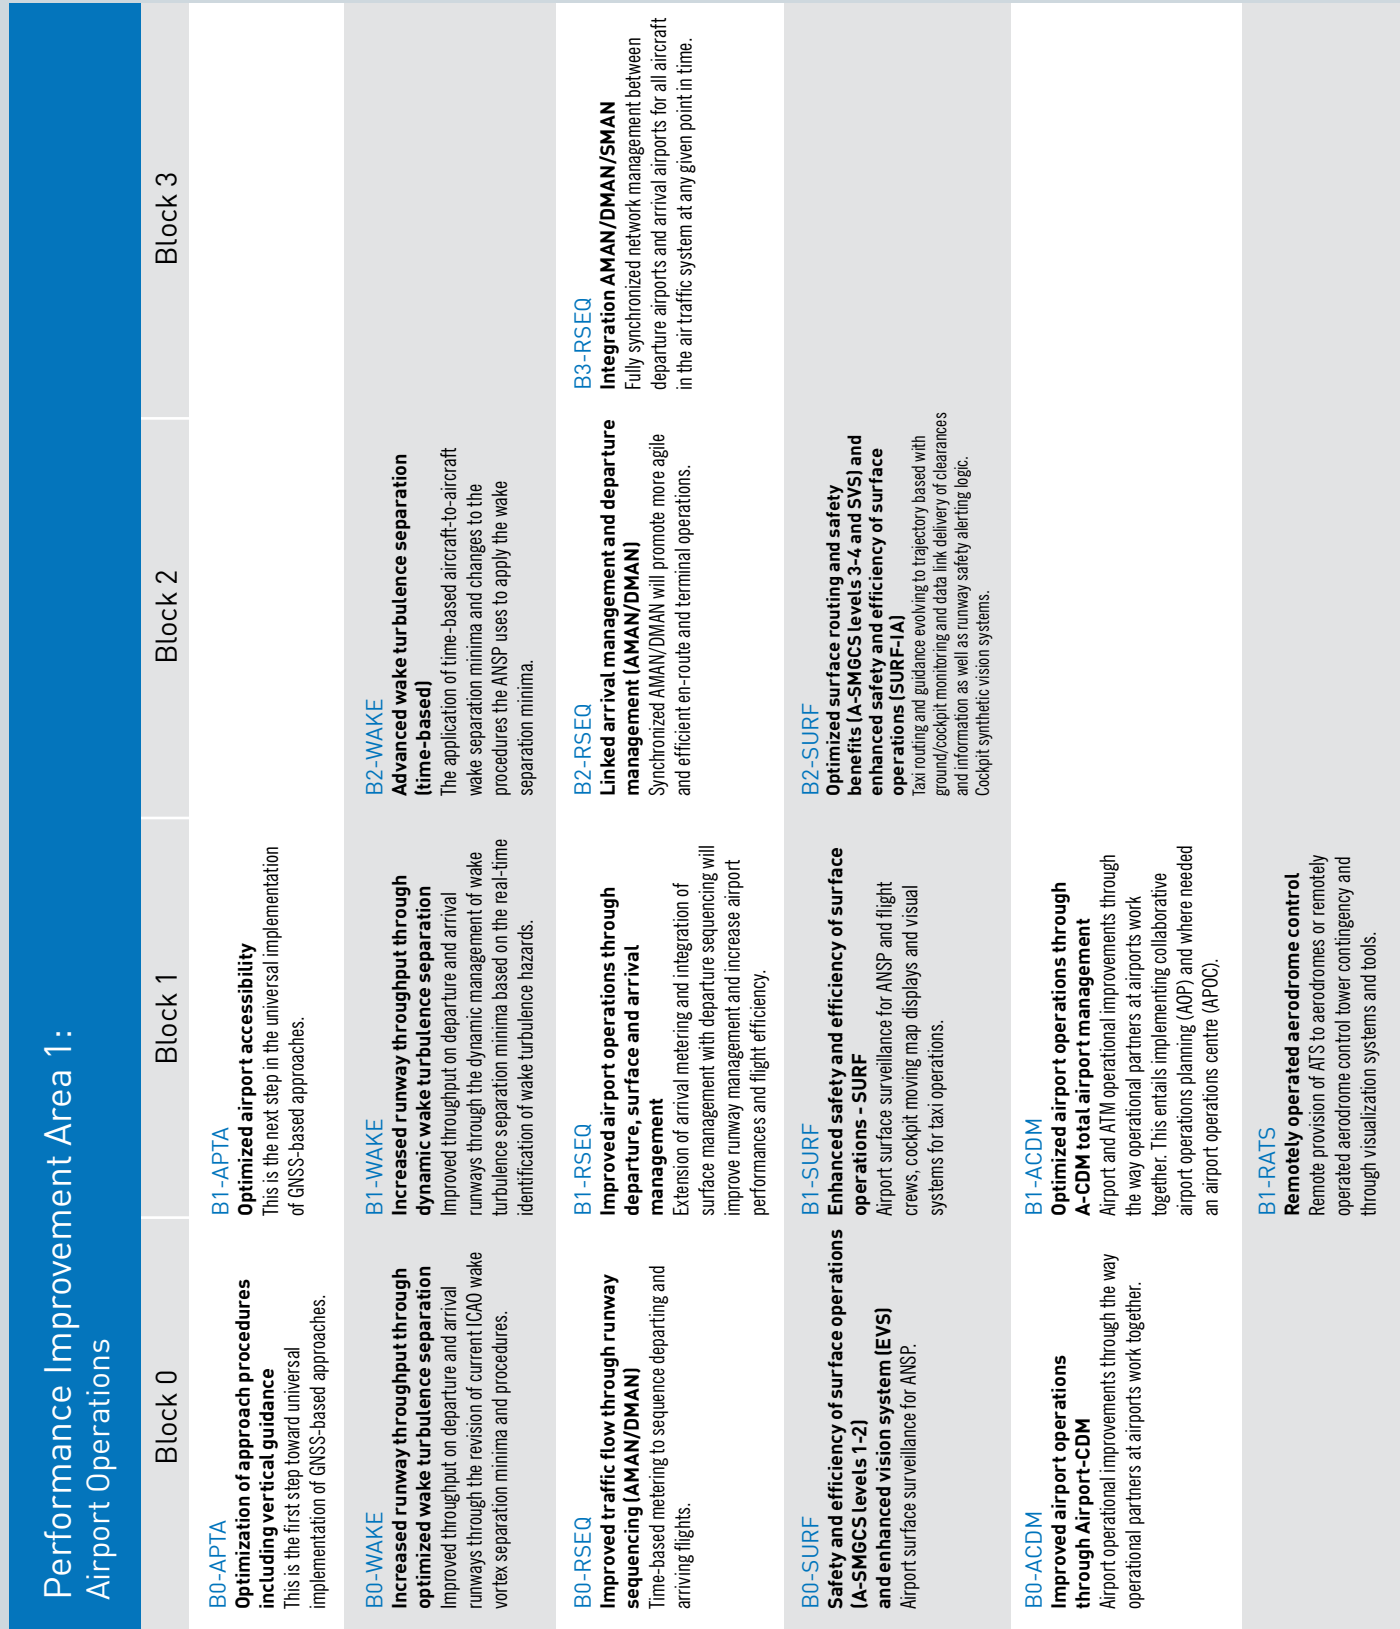 Performance Improvement Area 1:
Airport Operations
Block 0
Block 1
Block 2
Block 3
B0-APTA
Optimization of approach procedures
including vertical guidance
This is the first step toward universal
implementation of GNSS-based approaches.
B1-APTA
Optimized airport accessibility
This is the next step in the universal implementation
of GNSS-based approaches.
B0-WAKE
Increased runway throughput through
optimized wake turbulence separation
Improved throughput on departure and arrival
runways through the revision of current ICAO wake
vortex separation minima and procedures.
B1-WAKE
Increased runway throughput through
dynamic wake turbulence separation
Improved throughput on departure and arrival
runways through the dynamic management of wake
turbulence separation minima based on the real-time
identification of wake turbulence hazards.
B2-WAKE
Advanced wake turbulence separation
(time-based)
The application of time-based aircraft-to-aircraft
wake separation minima and changes to the
procedures the ANSP uses to apply the wake
separation minima.
B0-RSEQ
Improved traffic flow through runway
sequencing (AMAN/DMAN)
Time-based metering to sequence departing and
arriving flights.
B1-RSEQ
Improved airport operations through
departure, surface and arrival
management
Extension of arrival metering and integration of
surface management with departure sequencing will
improve runway management and increase airport
performances and flight efficiency.
B2-RSEQ
Linked arrival management and departure
management (AMAN/DMAN)
Synchronized AMAN/DMAN will promote more agile
and efficient en-route and terminal operations.
B3-RSEQ
Integration AMAN/DMAN/SMAN
Fully synchronized network management between
departure airports and arrival airports for all aircraft
in the air traffic system at any given point in time.
B0-SURF
Safety and efficiency of surface operations
(A-SMGCS levels 1-2)
and enhanced vision system (EVS)
Airport surface surveillance for ANSP.
B1-SURF
Enhanced safety and efficiency of surface
operations - SURF
Airport surface surveillance for ANSP and flight
crews, cockpit moving map displays and visual
systems for taxi operations.
B2-SURF
Optimized surface routing and safety
benefits (A-SMGCS levels 3-4 and SVS) and
enhanced safety and efficiency of surface
operations (SURF-IA)
Taxi routing and guidance evolving to trajectory based with
ground/cockpit monitoring and data link delivery of clearances
and information as well as runway safety alerting logic.
Cockpit synthetic vision systems.
B0-ACDM
Improved airport operations
through Airport-CDM
Airport operational improvements through the way
operational partners at airports work together.
B1-ACDM
Optimized airport operations through
A-CDM total airport management
Airport and ATM operational improvements through
the way operational partners at airports work
together. This entails implementing collaborative
airport operations planning (AOP) and where needed
an airport operations centre (APOC).
B1-RATS
Remotely operated aerodrome control
Remote provision of ATS to aerodromes or remotely
operated aerodrome control tower contingency and
through visualization systems and tools.